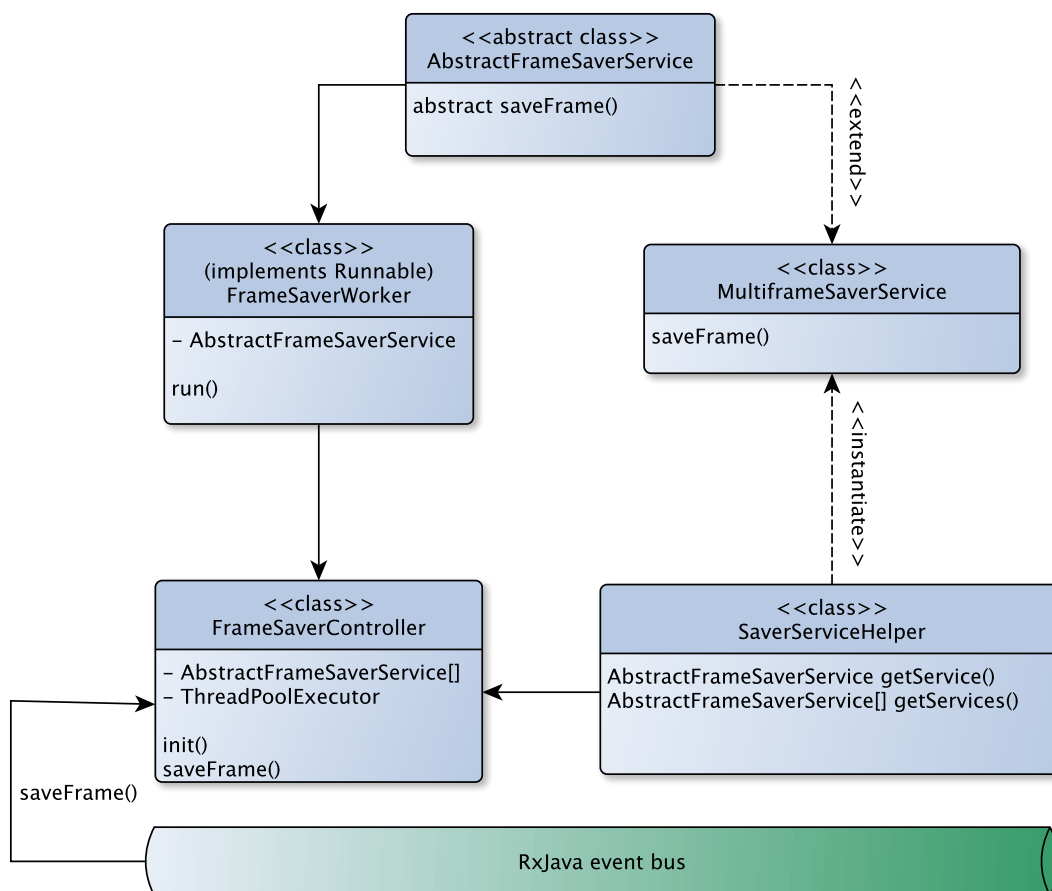 <<abstract class>>
AbstractFrameSaverService
abstract saveFrame()
<<extend>>
<<class>>
(implements Runnable)
FrameSaverWorker
– AbstractFrameSaverService
run()
<<class>>
MultiframeSaverService
saveFrame()
<<instantiate>>
<<class>>
FrameSaverController
– AbstractFrameSaverService[]
– ThreadPoolExecutor
init()
saveFrame()
<<class>>
SaverServiceHelper
AbstractFrameSaverService getService()
AbstractFrameSaverService[] getServices()
saveFrame()
RxJava event bus